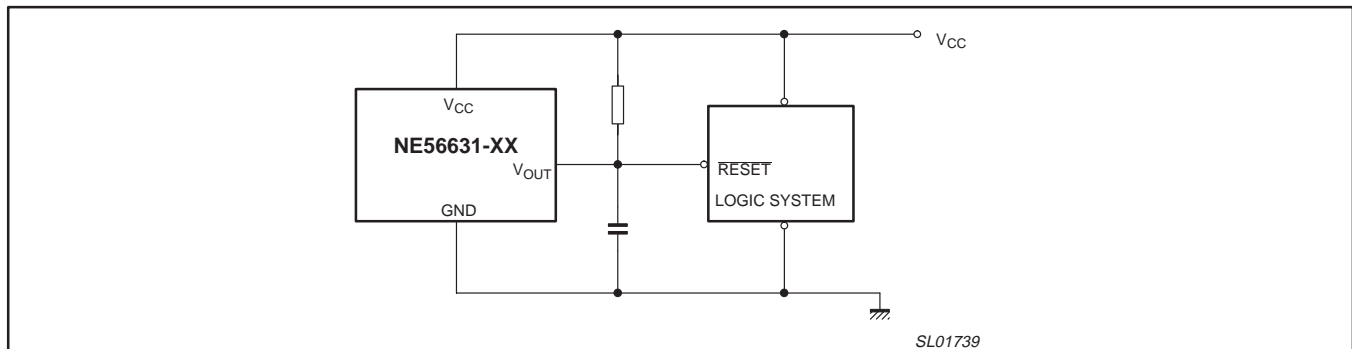 VCC
VCC
NE56631-XX
VOUT
GND
RESET
LOGIC SYSTEM
SL01739